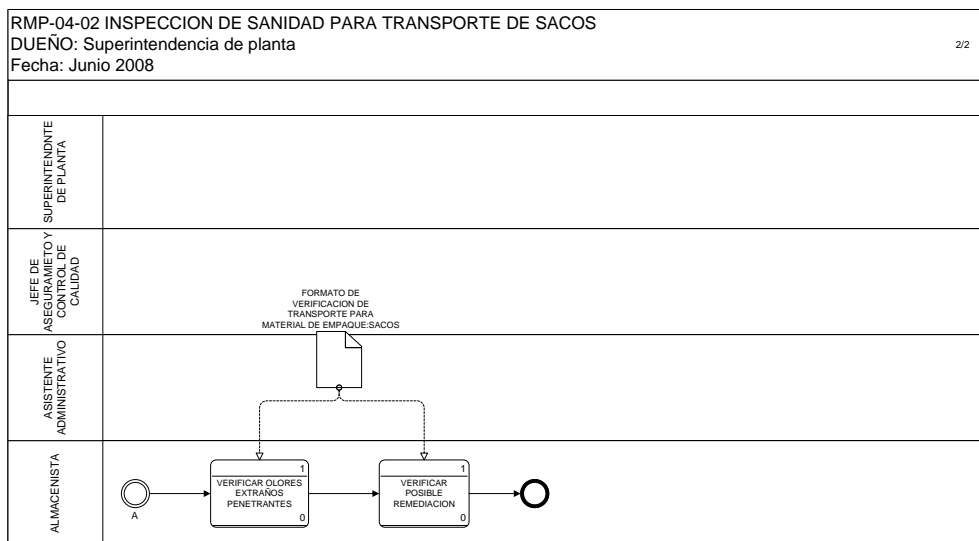 RMP-04-02 INSPECCION DE SANIDAD PARA TRANSPORTE DE SACOS
DUEÑO: Superintendencia de planta
2/2
Fecha: Junio 2008
SUPERINTENDNTE
DE PLANTA
JEFE DE
ASEGURAMIETO Y
CONTROL DE
CALIDAD
FORMATO DE
VERIFICACION DE
TRANSPORTE PARA
MATERIAL DE EMPAQUE:SACOS
ASISTENTE
ADMINISTRATIVO
ALMACENISTA
A
1
VERIFICAR OLORES
EXTRAÑOS
PENETRANTES
0
1
VERIFICAR
POSIBLE
REMEDIACION
0